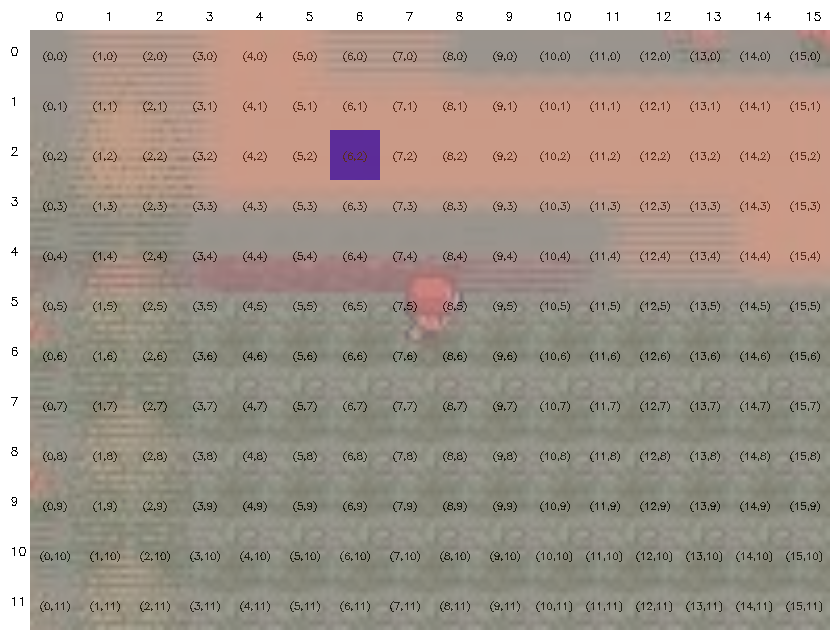 0 1 2 3 4 5 6 7 8 9 10 11 12 13 14 15
0 (0,0) (1,0) (2,0) (3,0) (4,0) (5,0) (6,0) (7,0) (8,0) (9,0) (10,0) (11,0) (12,0) (13,0) (14,0) (15,0)
1 (0,1) (1,1) (2,1) (3,1) (4,1) (5,1) (6,1) (7,1) (8,1) (9,1) (10,1) (11,1) (12,1) (13,1) (14,1) (15,1)
2 (0,2) (1,2) (2,2) (3,2) (4,2) (5,2) (6,2) (7,2) (8,2) (9,2) (10,2) (11,2) (12,2) (13,2) (14,2) (15,2)
3 (0,3) (1,3) (2,3) (3,3) (4,3) (5,3) (6,3) (7,3) (8,3) (9,3) (10,3) (11,3) (12,3) (13,3) (14,3) (15,3)
4 (0,4) (1,4) (2,4) (3,4) (4,4) (5,4) (6,4) (7,4) (8,4) (9,4) (10,4) (11,4) (12,4) (13,4) (14,4) (15,4)
5 (0,5) (1,5) (2,5) (3,5) (4,5) (5,5) (6,5) (7,5) (8,5) (9,5) (10,5) (11,5) (12,5) (13,5) (14,5) (15,5)
6 (0,6) (1,6) (2,6) (3,6) (4,6) (5,6) (6,6) (7,6) (8,6) (9,6) (10,6) (11,6) (12,6) (13,6) (14,6) (15,6)
7 (0,7) (1,7) (2,7) (3,7) (4,7) (5,7) (6,7) (7,7) (8,7) (9,7) (10,7) (11,7) (12,7) (13,7) (14,7) (15,7)
8 (0,8) (1,8) (2,8) (3,8) (4,8) (5,8) (6,8) (7,8) (8,8) (9,8) (10,8) (11,8) (12,8) (13,8) (14,8) (15,8)
9 (0,9) (1,9) (2,9) (3,9) (4,9) (5,9) (6,9) (7,9) (8,9) (9,9) (10,9) (11,9) (12,9) (13,9) (14,9) (15,9)
10 (0,10) (1,10) (2,10) (3,10) (4,10) (5,10) (6,10) (7,10) (8,10) (9,10) (10,10) (11,10) (12,10) (13,10) (14,10) (15,10)
11 (0,11) (1,11) (2,11) (3,11) (4,11) (5,11) (6,11) (7,11) (8,11) (9,11) (10,11) (11,11) (12,11) (13,11) (14,11) (15,11)